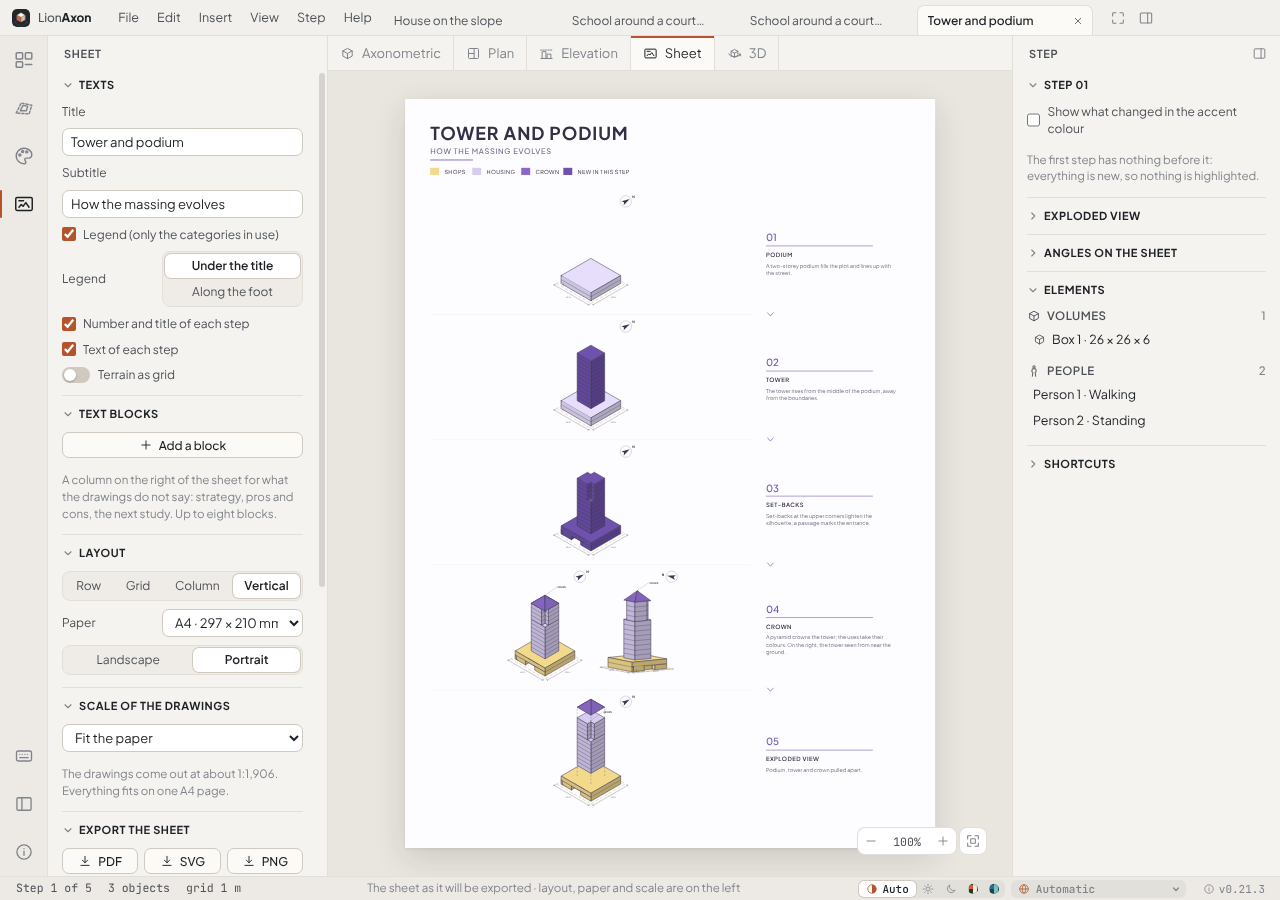 LionAxon File Edit Insert View Step Help House on the slope School around a court… School around a court… Tower and podium
SHEET
TEXTS
Title
Tower and podium
Subtitle
How the massing evolves
Legend (only the categories in use)
Legend
Under the title
Along the foot
Number and title of each step
Text of each step
Terrain as grid
TEXT BLOCKS
Add a block
A column on the right of the sheet for what
the drawings do not say: strategy, pros and
cons, the next study. Up to eight blocks.
LAYOUT
Row Grid Column Vertical
Paper A4 · 297 × 210 mm
Landscape Portrait
SCALE OF THE DRAWINGS
Fit the paper
The drawings come out at about 1:1,906.
Everything fits on one A4 page.
EXPORT THE SHEET
PDF SVG PNG
Axonometric Plan Elevation Sheet 3D
TOWER AND PODIUM
HOW THE MASSING EVOLVES
SHOPS HOUSING CROWN NEW IN THIS STEP
01
PODIUM
A two-storey podium fills the plot and lines up with
the street.
02
TOWER
The tower rises from the middle of the podium, away
from the boundaries.
03
SET-BACKS
Set-backs at the upper corners lighten the
silhouette; a passage marks the entrance.
04
CROWN
A pyramid crowns the tower; the uses take their
colours. On the right, the tower seen from near the
ground.
05
EXPLODED VIEW
Podium, tower and crown pulled apart.
100%
STEP
STEP 01
Show what changed in the accent
colour
The first step has nothing before it:
everything is new, so nothing is highlighted.
EXPLODED VIEW
ANGLES ON THE SHEET
ELEMENTS
VOLUMES 1
Box 1 · 26 × 26 × 6
PEOPLE 2
Person 1 · Walking
Person 2 · Standing
SHORTCUTS
Step 1 of 5 3 objects grid 1 m The sheet as it will be exported · layout, paper and scale are on the left Auto Automatic v0.21.3